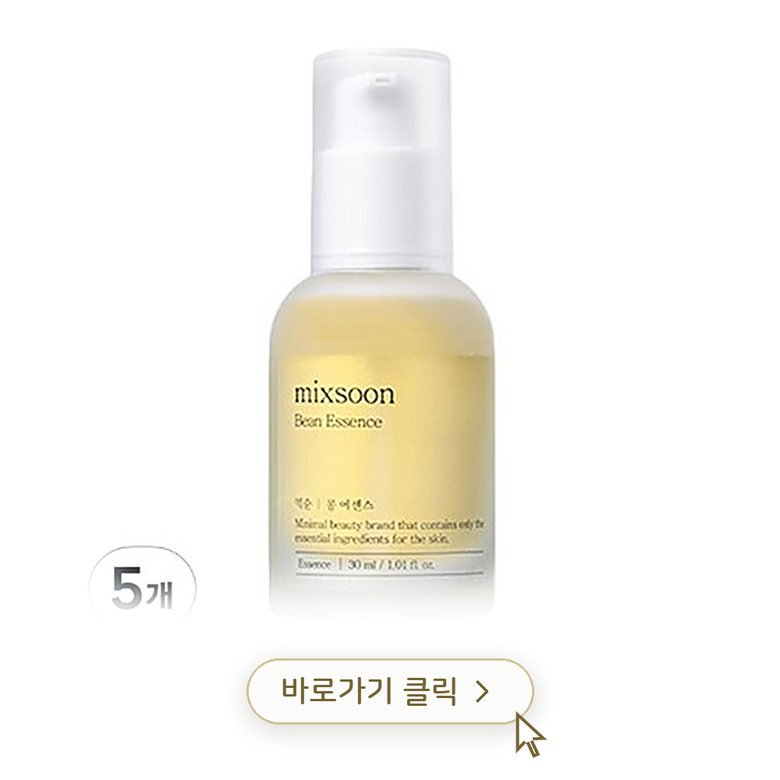 mixsoon
Bean Essence
믹순 | 콩 에센스
Minimal beauty brand that contains only the
essential ingredients for the skin.
Essence | 30 ml / 1.01 fl. oz.
5개
바로가기 클릭 >